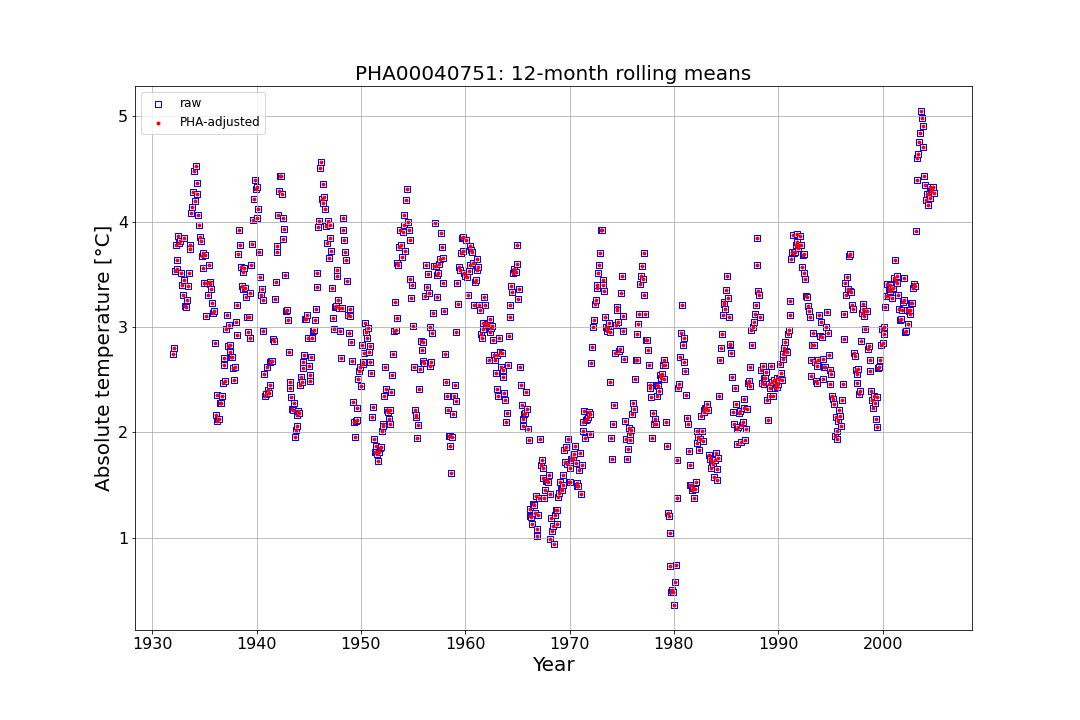 PHA00040751: 12-month rolling means
raw
PHA-adjusted
Absolute temperature [°C]
5
4
3
2
1
1930 1940 1950 1960 1970 1980 1990 2000
Year